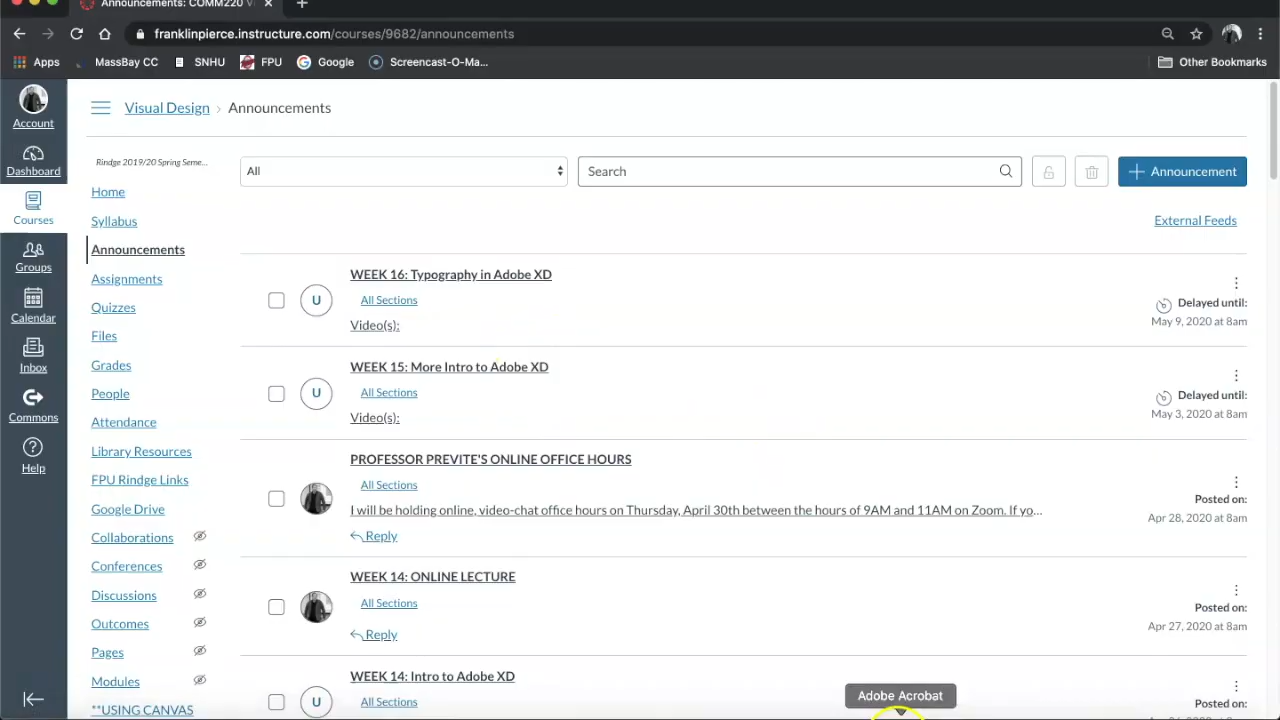 Announcements: COMM220 V
franklinpierce.instructure.com/courses/9682/announcements
Apps MassBay CC SNHU FPU Google Screencast-O-Ma... Other Bookmarks
Account
Dashboard
Courses
Groups
Calendar
Inbox
Commons
Help
Visual Design › Announcements
Rindge 2019/20 Spring Seme...
Home
Syllabus
Announcements
Assignments
Quizzes
Files
Grades
People
Attendance
Library Resources
FPU Rindge Links
Google Drive
Collaborations
Conferences
Discussions
Outcomes
Pages
Modules
**USING CANVAS
All Search Announcement
External Feeds
WEEK 16: Typography in Adobe XD
U All Sections
Video(s):
Delayed until:
May 9, 2020 at 8am
WEEK 15: More Intro to Adobe XD
U All Sections
Video(s):
Delayed until:
May 3, 2020 at 8am
PROFESSOR PREVITE'S ONLINE OFFICE HOURS
All Sections
I will be holding online, video-chat office hours on Thursday, April 30th between the hours of 9AM and 11AM on Zoom. If yo...
Reply
Posted on:
Apr 28, 2020 at 8am
WEEK 14: ONLINE LECTURE
All Sections
Reply
Posted on:
Apr 27, 2020 at 8am
WEEK 14: Intro to Adobe XD
U All Sections
Posted on:
Adobe Acrobat